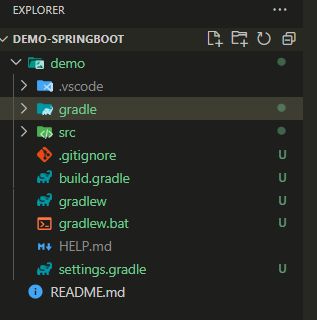 EXPLORER
DEMO-SPRINGBOOT
demo
.vscode
gradle
src
.gitignore U
build.gradle U
gradlew U
gradlew.bat U
HELP.md
settings.gradle U
README.md